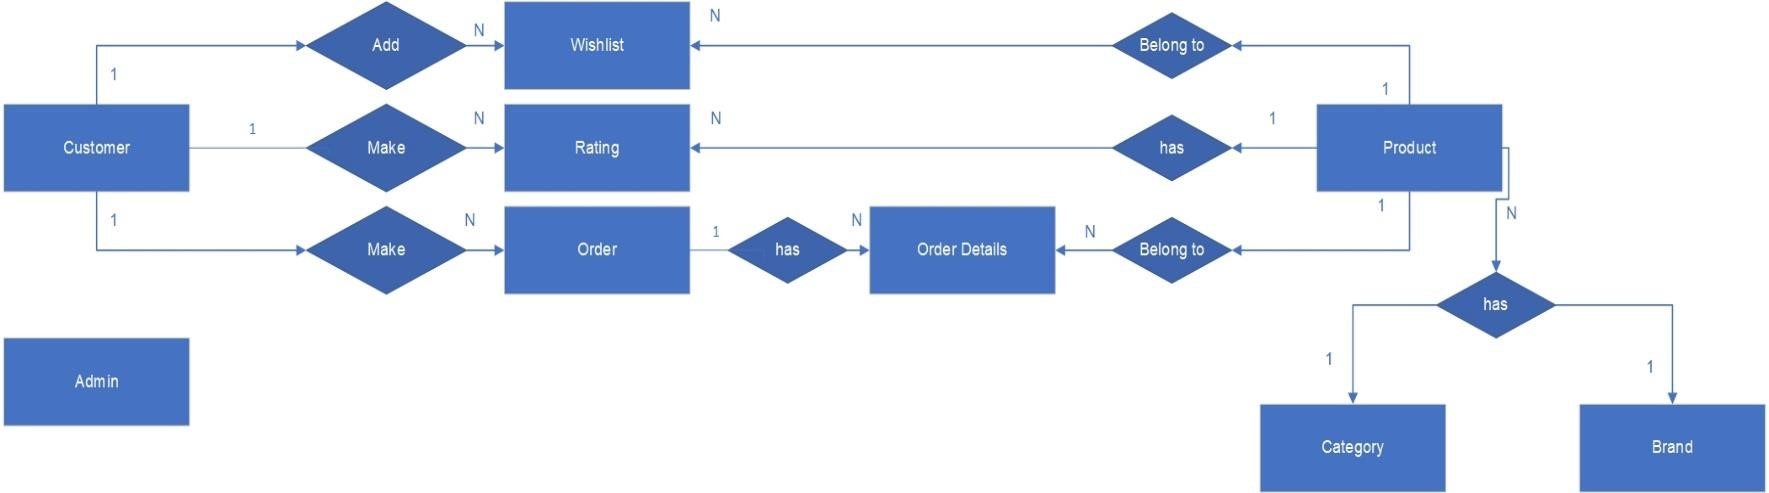 N
N
Add
Wishlist
Belong to
1
1
1
N
N
1
Customer
Make
Rating
has
Product
1
N
1
N
N
1
N
Make
Order
has
Order Details
Belong to
has
1
1
Admin
Category
Brand